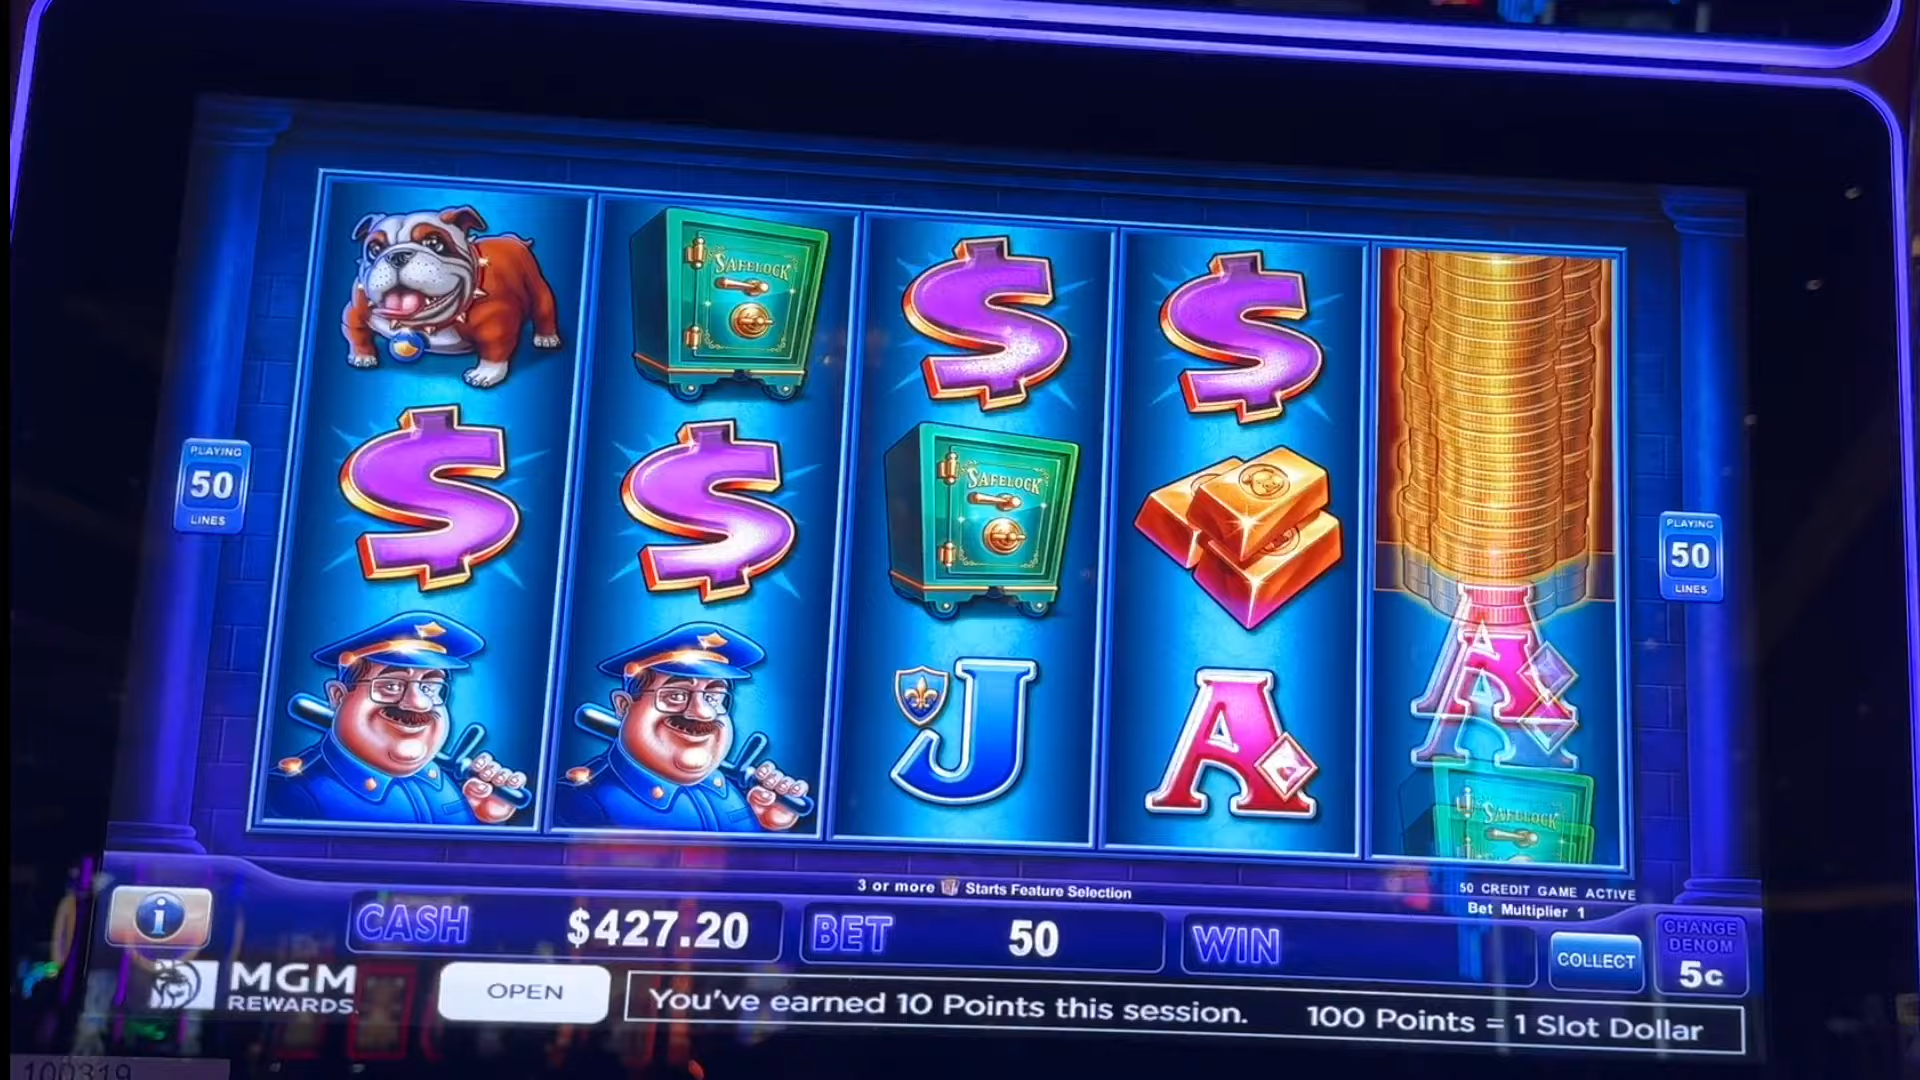 SAFELOCK
$
$
$
$
SAFELOCK
PLAYING
50
LINES
PLAYING
50
LINES
J
A
A
SAFELOCK
3 or more Starts Feature Selection
50 CREDIT GAME ACTIVE
Bet Multiplier 1
CASH $427.20
BET 50
WIN
COLLECT
CHANGE
DENOM
5¢
i
MGM
REWARDS
OPEN
You've earned 10 Points this session. 100 Points = 1 Slot Dollar
100319